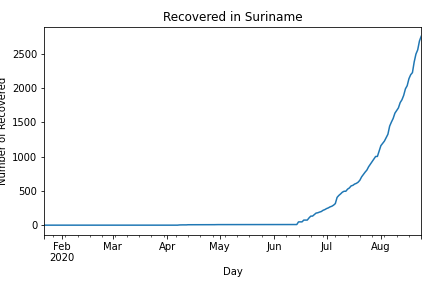 Recovered in Suriname
Number of Recovered
2500
2000
1500
1000
500
0
Feb
2020
Mar
Apr
May
Jun
Jul
Aug
Day